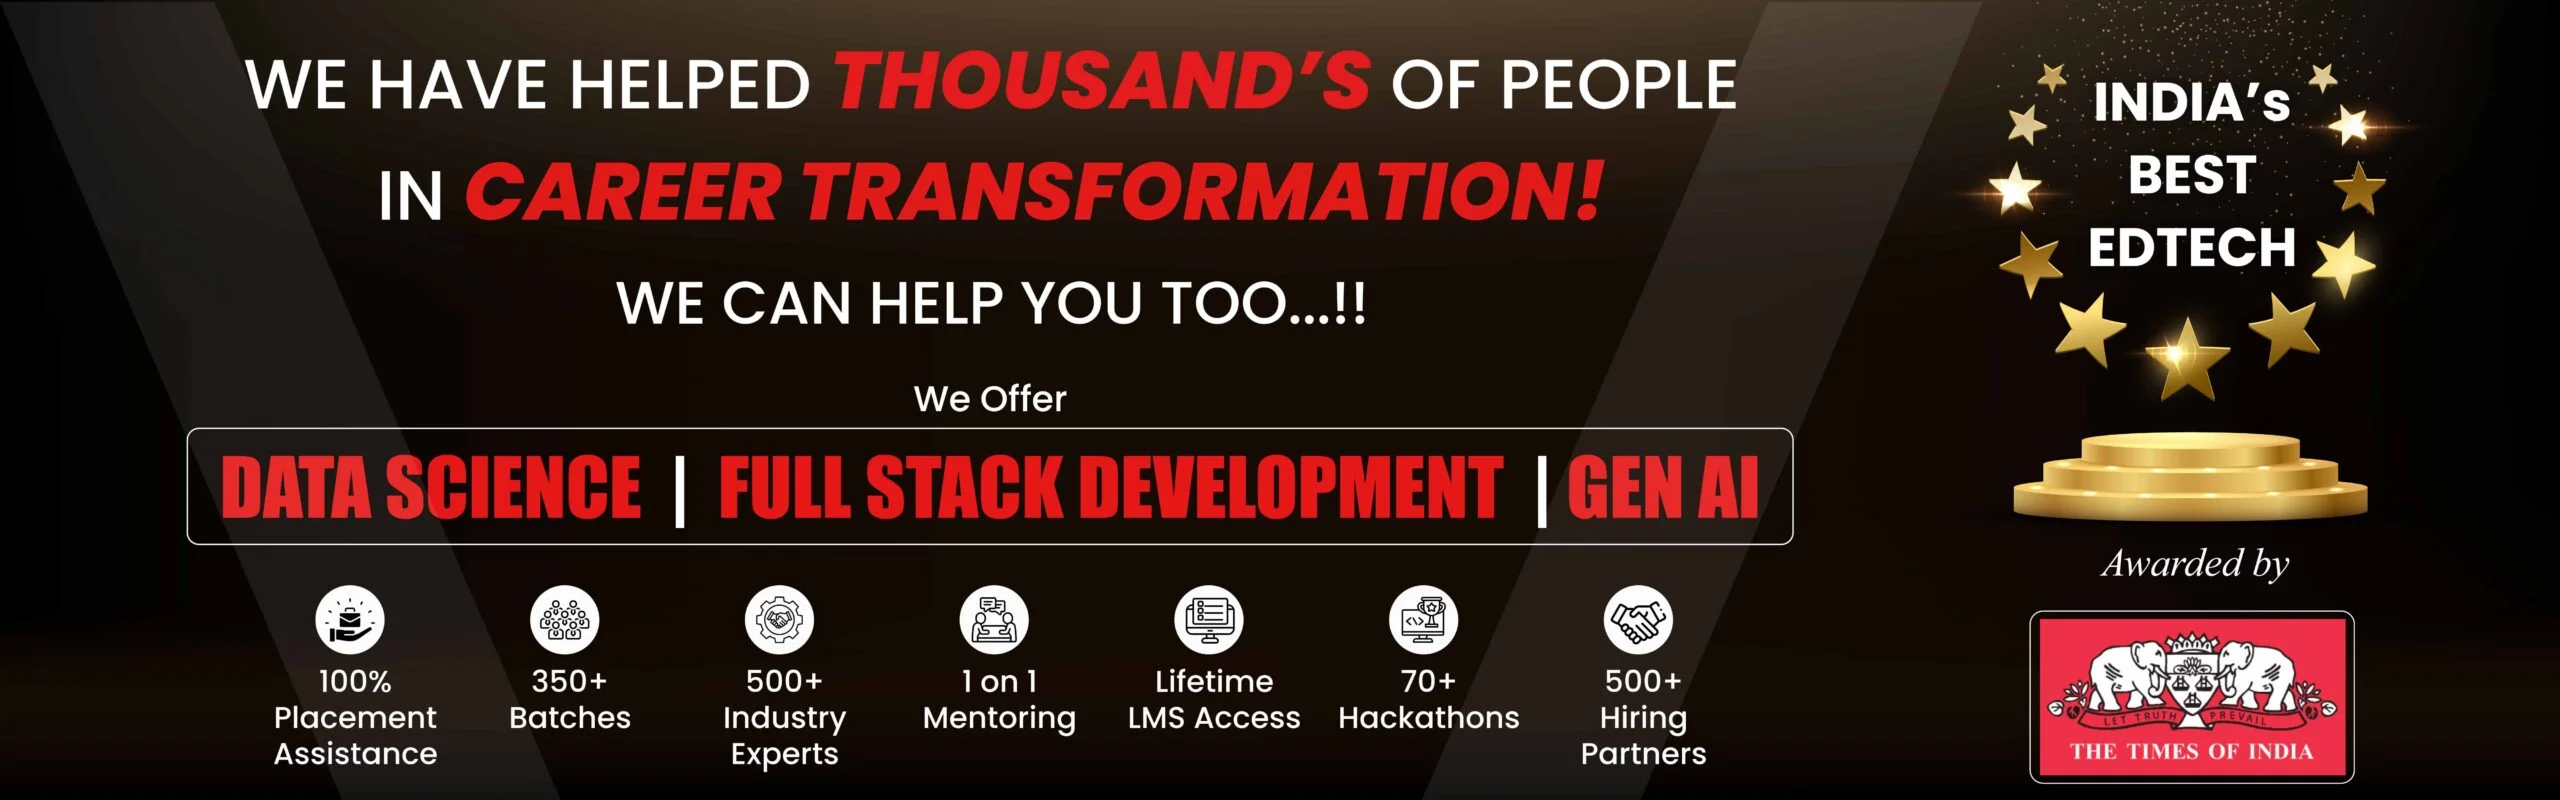 WE HAVE HELPED THOUSAND'S OF PEOPLE
IN CAREER TRANSFORMATION!
WE CAN HELP YOU TOO...!!
We Offer
DATA SCIENCE | FULL STACK DEVELOPMENT | GEN AI
100%
Placement
Assistance
350+
Batches
500+
Industry
Experts
1 on 1
Mentoring
Lifetime
LMS Access
70+
Hackathons
500+
Hiring
Partners
INDIA's
BEST
EDTECH
Awarded by
LET TRUTH PREVAIL
THE TIMES OF INDIA